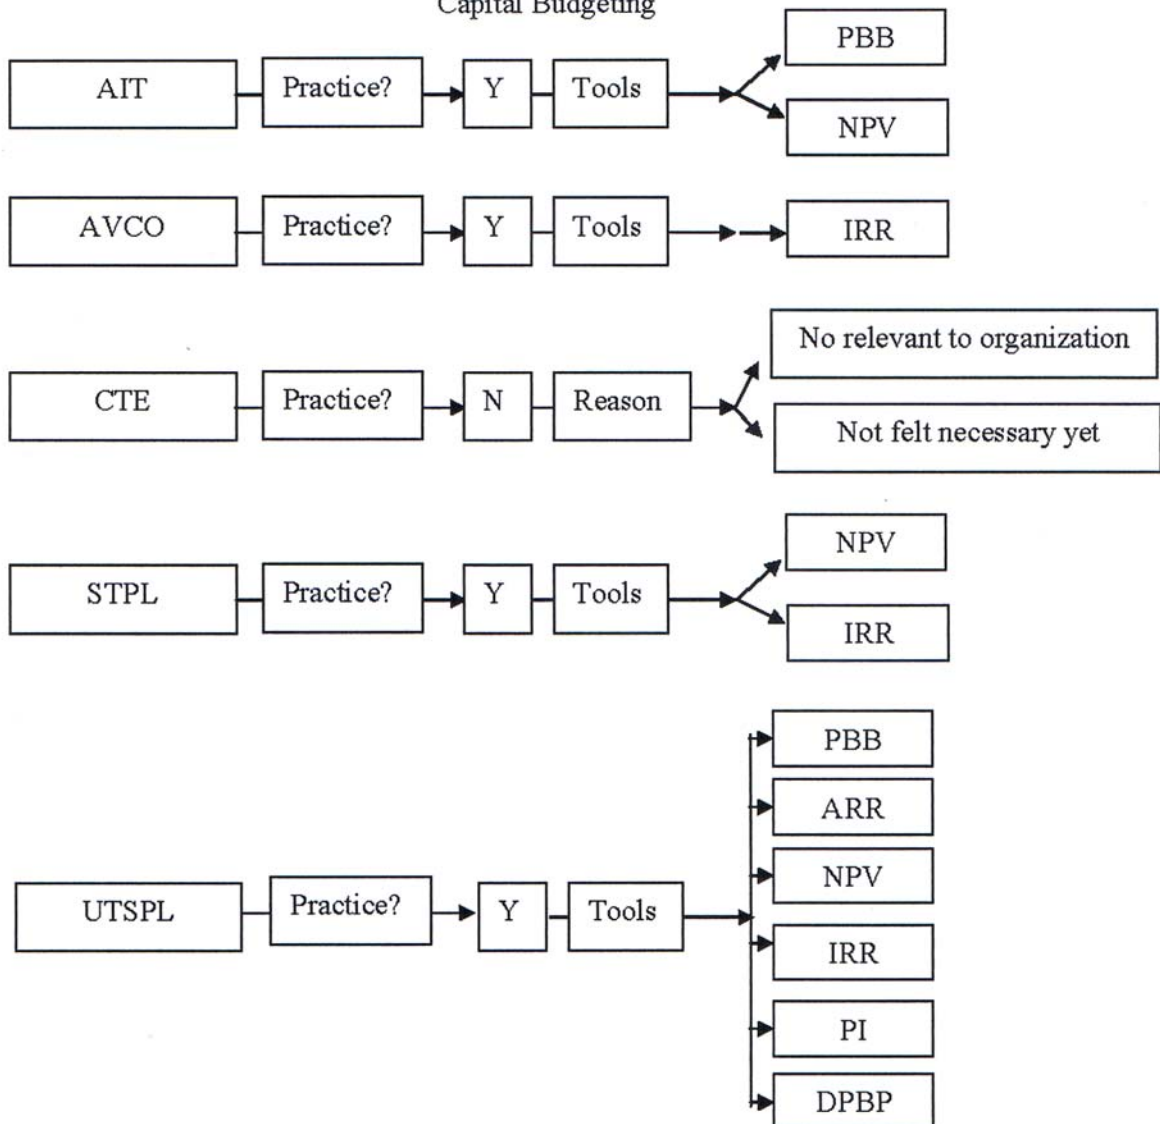 Capital Budgeting
PBB
AIT Practice? Y Tools
NPV
AVCO Practice? Y Tools IRR
No relevant to organization
CTE Practice? N Reason
Not felt necessary yet
NPV
STPL Practice? Y Tools
IRR
PBB
ARR
NPV
UTSPL Practice? Y Tools
IRR
PI
DPBP